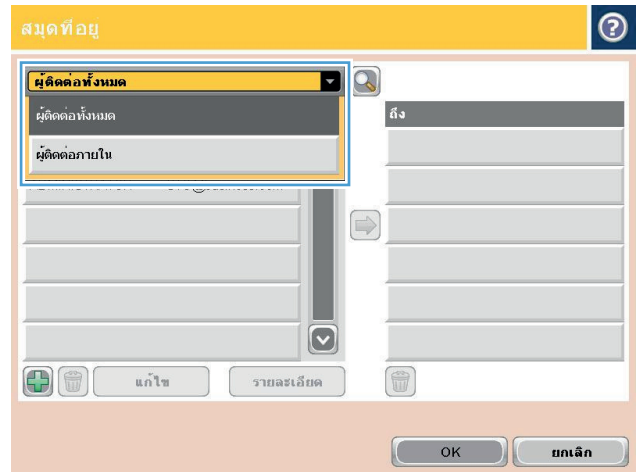 สมุดที่อยู่
ผู้ติดต่อทั้งหมด
ผู้ติดต่อทั้งหมด
ถึง
ผู้ติดต่อภายใน
แก้ไข
รายละเอียด
OK
ยกเลิก